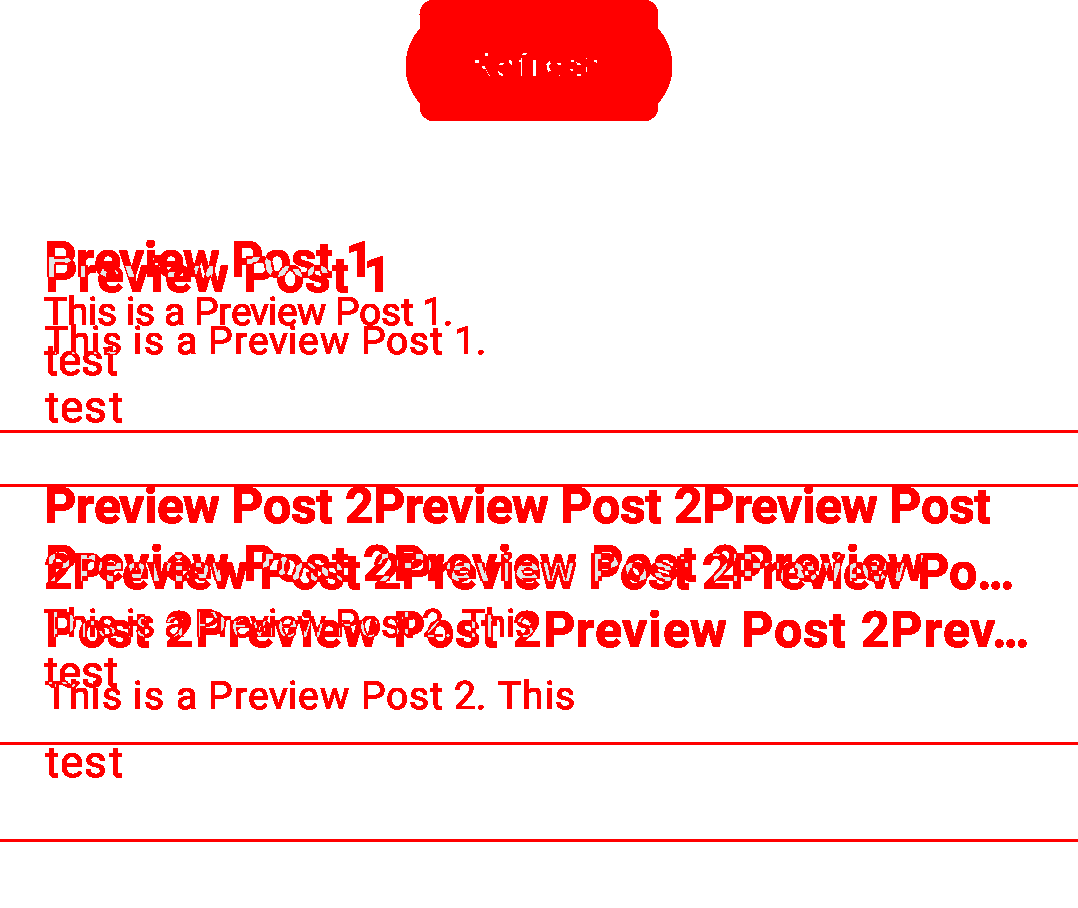 Refresh
Preview Post 1
Preview Post 1
This is a Preview Post 1.
This is a Preview Post 1.
test
test
Preview Post 2Preview Post 2Preview Post
Preview Post 2Preview Post 2Preview
2Preview Post 2Preview Post 2Preview Po...
This is a Preview Post 2. This
Post 2Preview Post 2Preview Post 2Prev...
test
This is a Preview Post 2. This
test